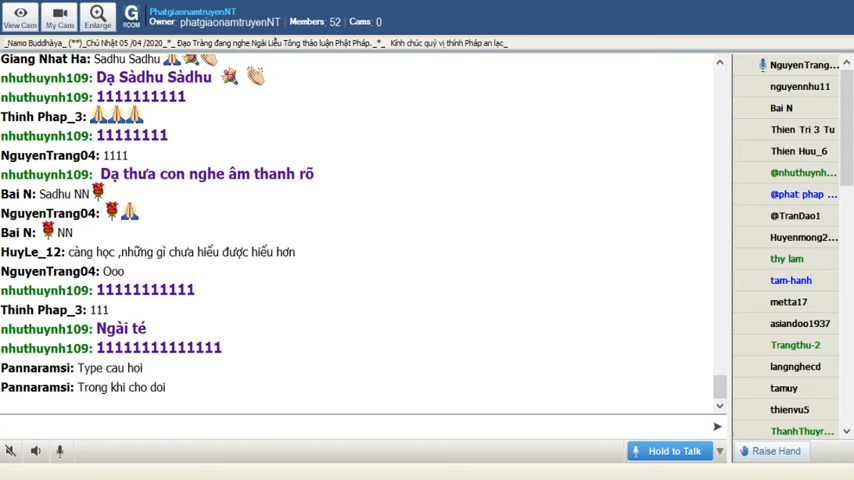 View Cam
My Cam
Enlarge
G
ROOM
PhatgiaonamtruyenNT
Owner: phatgiaonamtruyenNT | Members: 52 | Cams: 0
_Namo Buddhàya_ (**)_Chủ Nhật 05 /04 /2020_*_ Đạo Tràng đang nghe Ngài Liễu Tông thảo luận Phật Pháp._*_ Kính chúc quý vị thính Pháp an lạc_
Giang Nhat Ha: Sadhu Sadhu
nhuthuynh109: Dạ Sàdhu Sàdhu
nhuthuynh109: 1111111111
Thinh Phap_3:
nhuthuynh109: 11111111
NguyenTrang04: 1111
nhuthuynh109: Dạ thưa con nghe âm thanh rõ
Bai N: Sadhu NN
NguyenTrang04:
Bai N: NN
HuyLe_12: càng học ,những gì chưa hiểu được hiểu hơn
NguyenTrang04: Ooo
nhuthuynh109: 11111111111
Thinh Phap_3: 111
nhuthuynh109: Ngài té
nhuthuynh109: 11111111111111
Pannaramsi: Type cau hoi
Pannaramsi: Trong khi cho doi
NguyenTrang...
nguyennhu11
Bai N
Thien Tri 3 Tu
Thien Huu_6
@nhuthuynh...
@phat phap ...
@TranDao1
Huyenmong2...
thy lam
tam-hanh
metta17
asiandoo1937
Trangthu-2
langnghecd
tamuy
thienvu5
ThanhThuyr...
Hold to Talk
Raise Hand